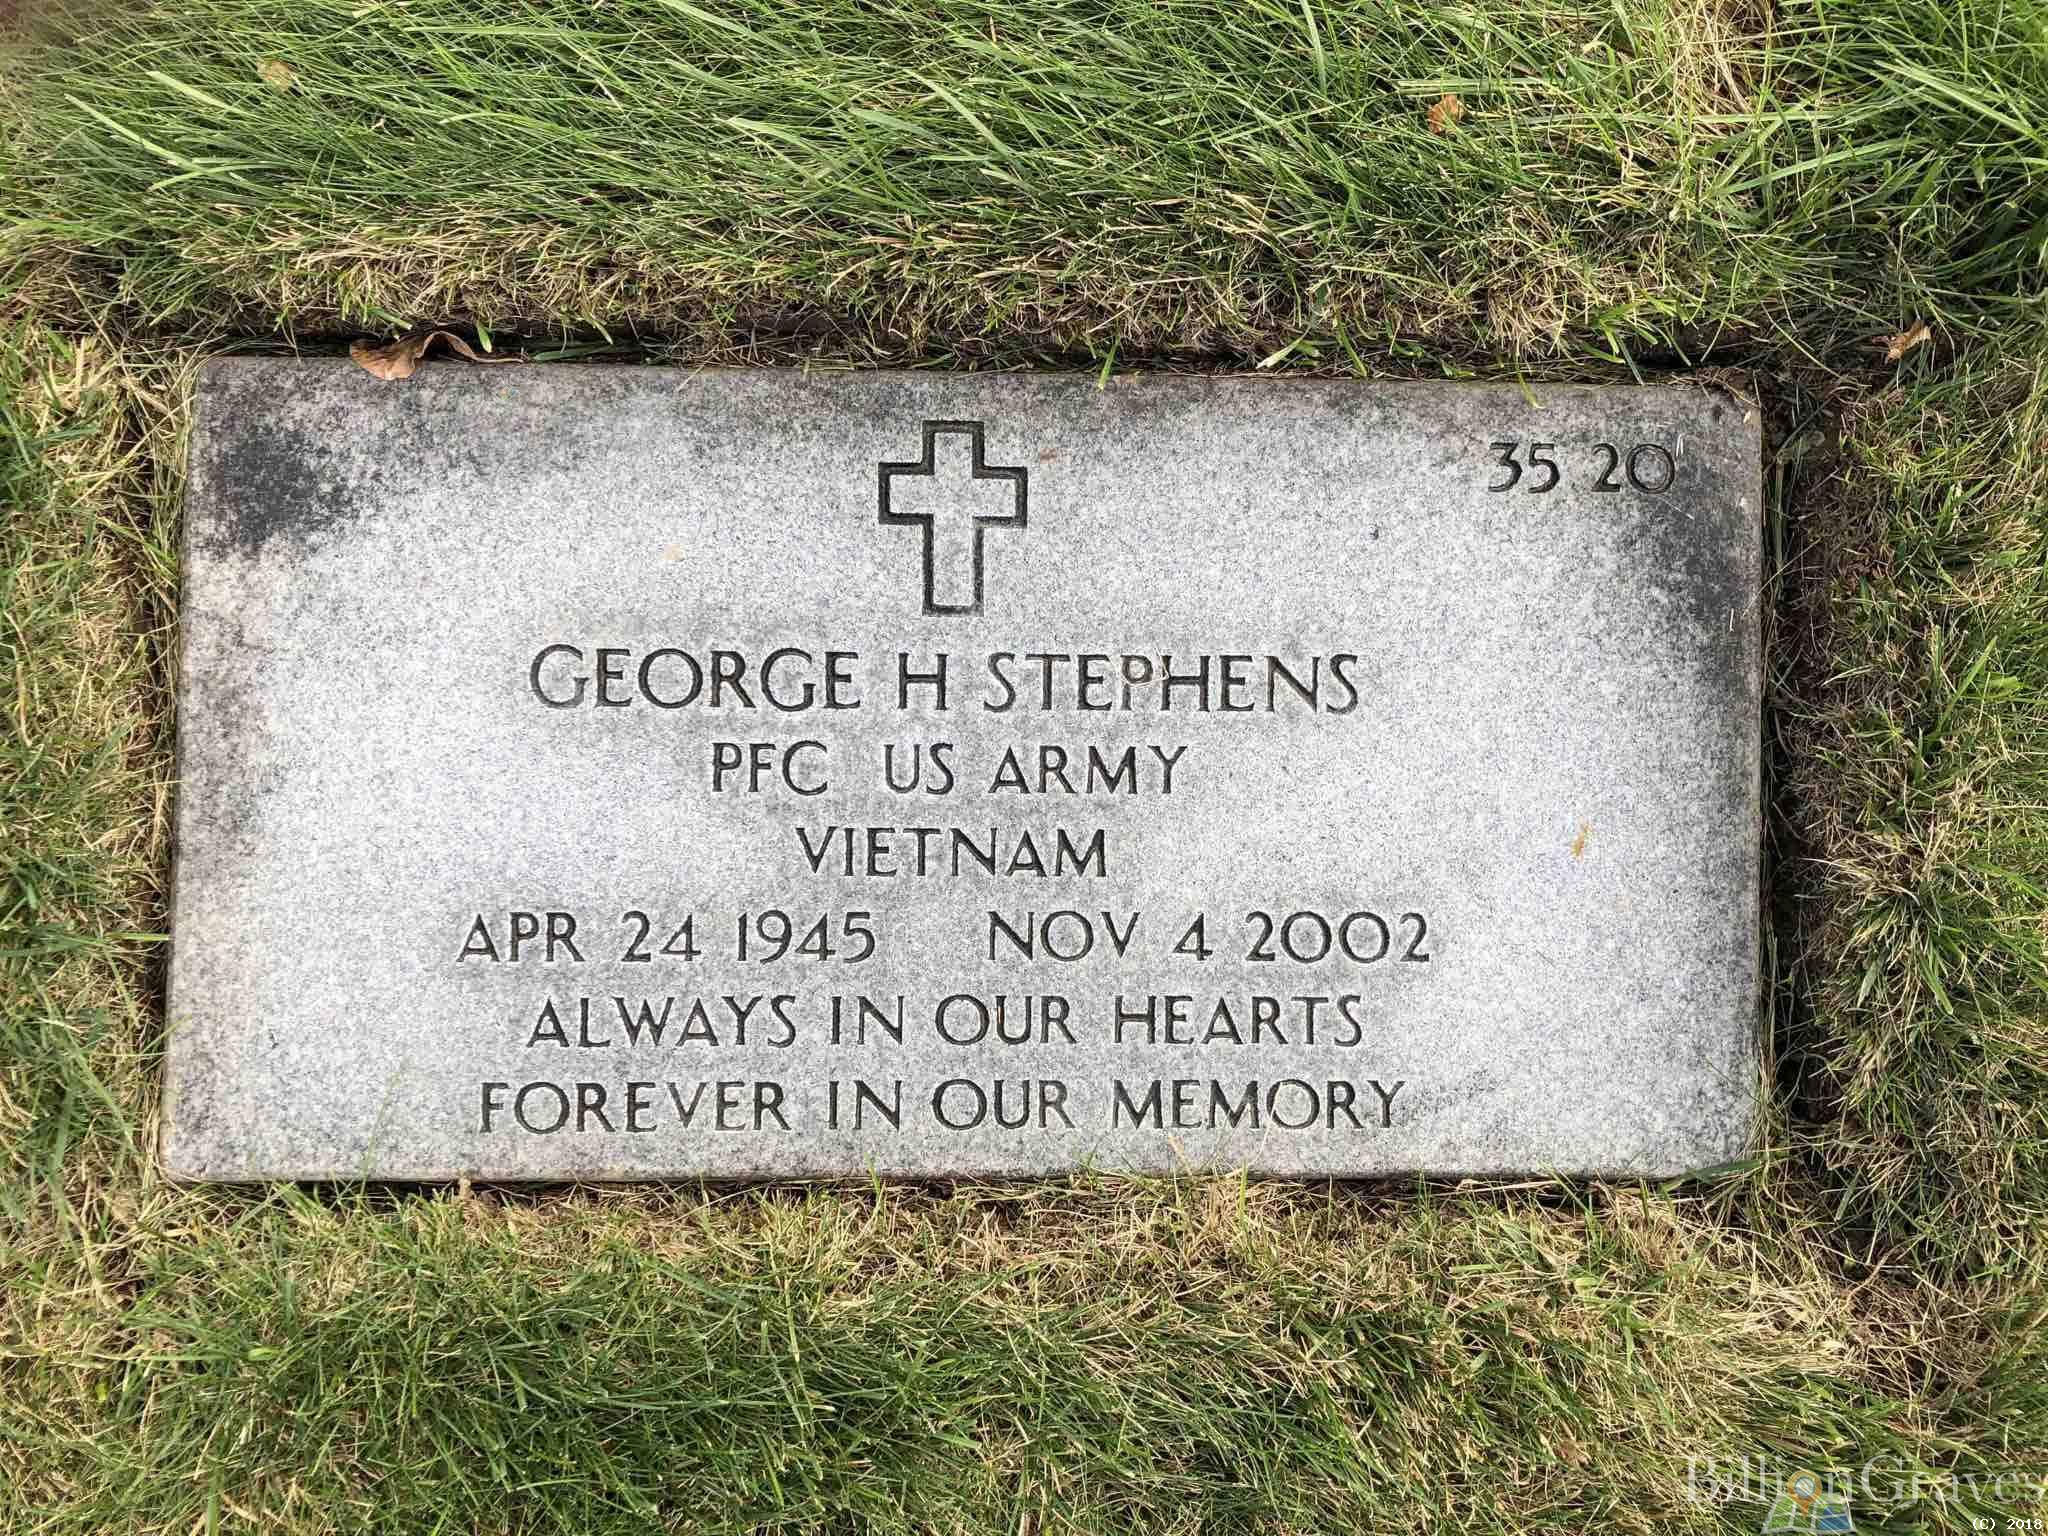 35 20
GEORGE H STEPHENS
PFC US ARMY
VIETNAM
APR 24 1945 NOV 4 2002
ALWAYS IN OUR HEARTS
FOREVER IN OUR MEMORY
BillionGraves
(C) 2018